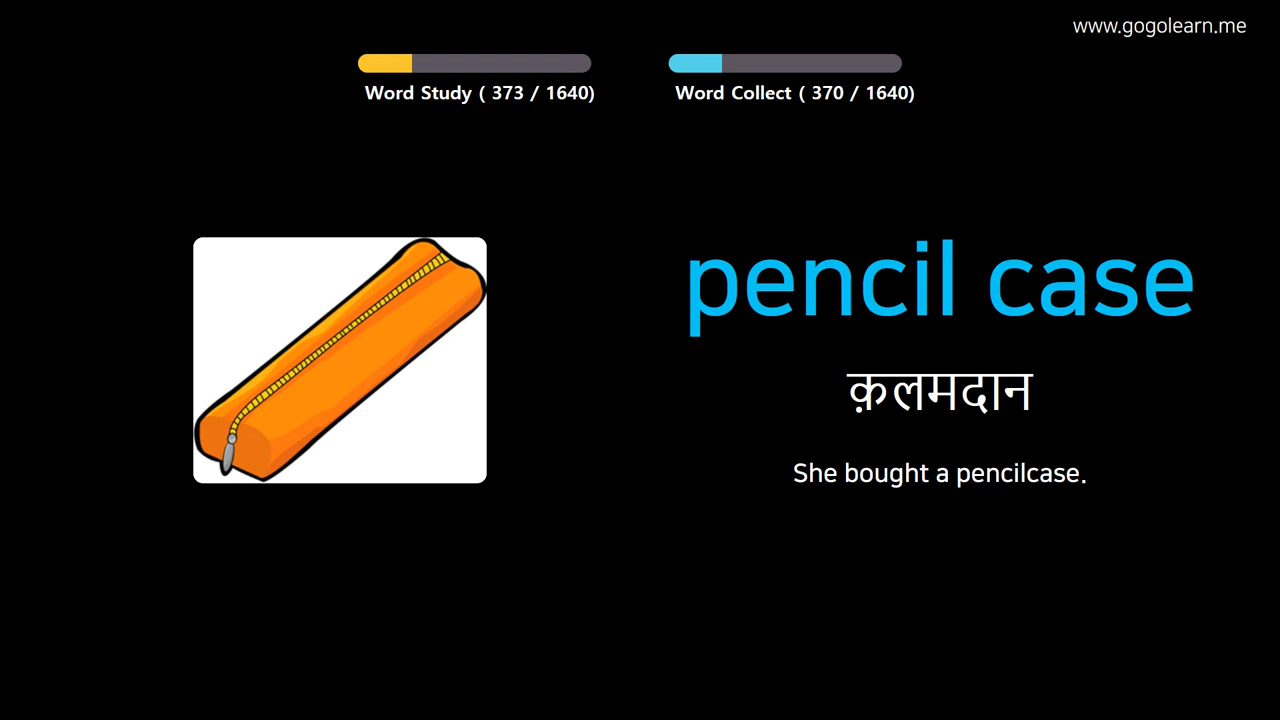 www.gogolearn.me
Word Study ( 373 / 1640)
Word Collect ( 370 / 1640)
pencil case
क़लमदान
She bought a pencilcase.